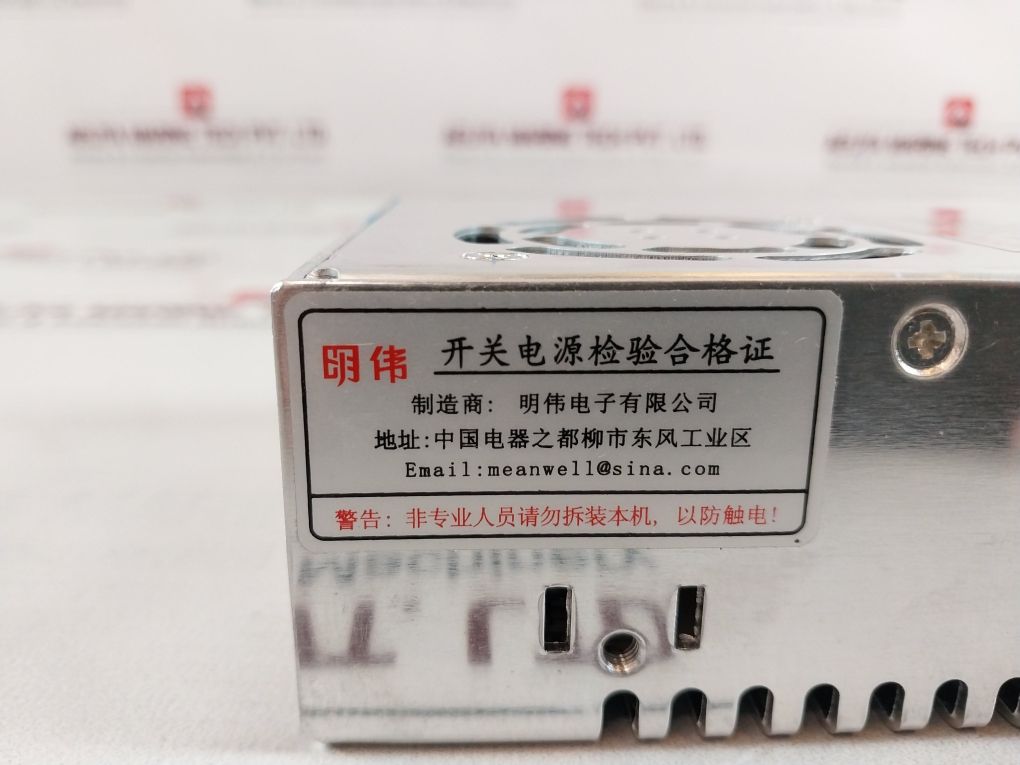 明伟 开关电源检验合格证
制造商: 明伟电子有限公司
地址:中国电器之都柳市东风工业区
Email:meanwell@sina.com
警告: 非专业人员请勿拆装本机, 以防触电!